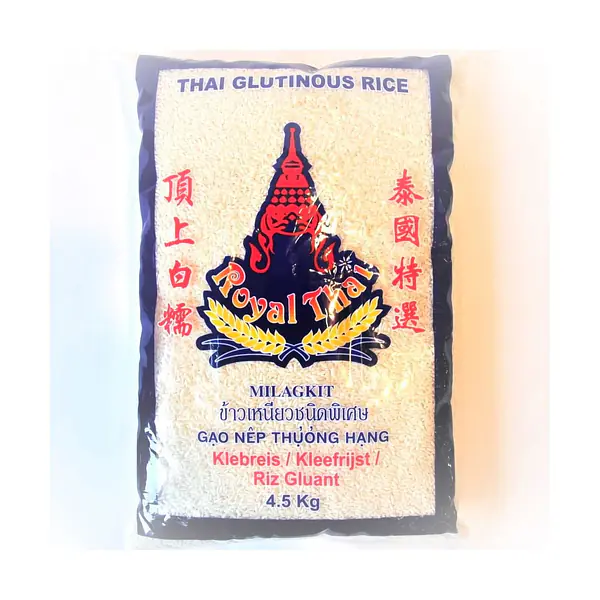 THAI GLUTINOUS RICE
頂上白糯
泰國特選
Royal Thai
MILAGKIT
ข้าวเหนียวชนิดพิเศษ
GẠO NẾP THƯỢNG HẠNG
Klebreis / Kleefrijst /
Riz Gluant
4.5 Kg